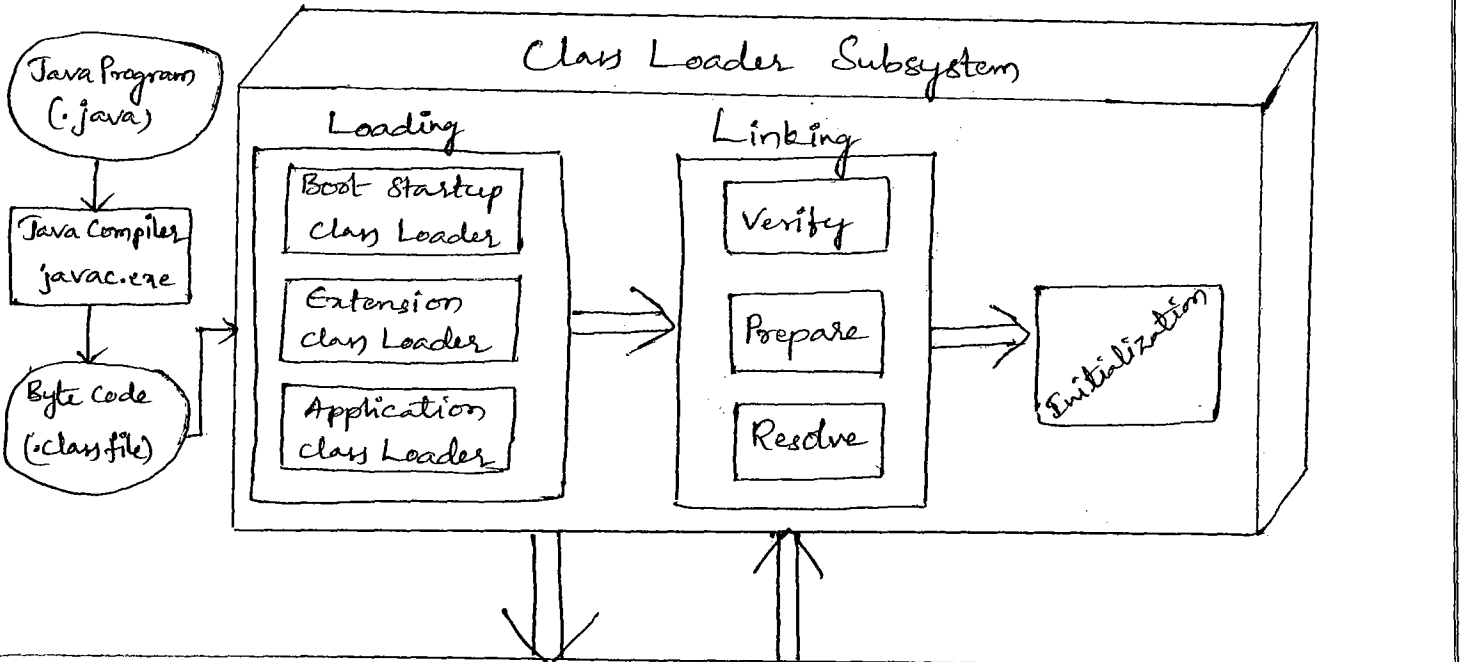 Class Loader Subsystem
Java Program
(.java)
Java Compiler
javac.exe
Byte Code
(.class file)
Loading
Boot Startup
Class Loader
Extension
class Loader
Application
class Loader
Linking
Verify
Prepare
Resolve
Initialization